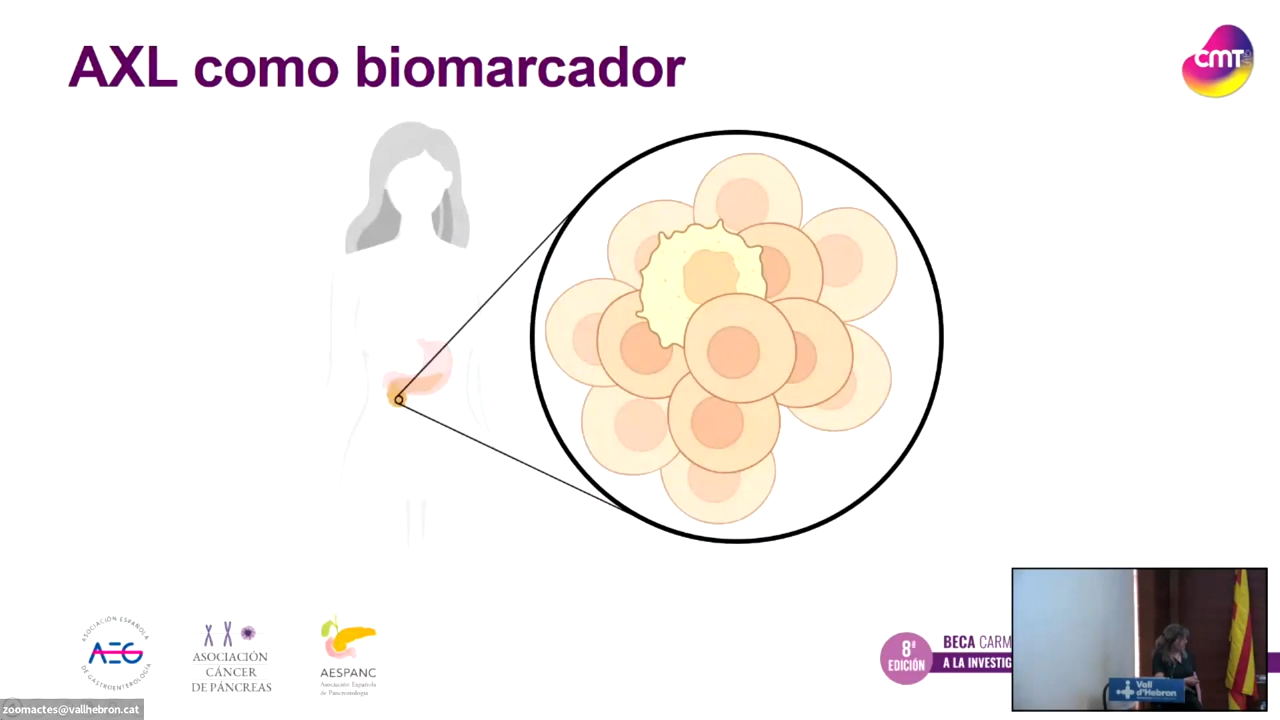 AXL como biomarcador
CMT
ASOCIACIÓN ESPAÑOLA
AEG
DE GASTROENTEROLOGÍA
ASOCIACIÓN
CÁNCER
DE PÁNCREAS
AESPANC
Asociación Española
de Pancreatología
8ª
EDICIÓN
BECA CARM
A LA INVESTIG
Vall
d'Hebron
zoomactes@vallhebron.cat